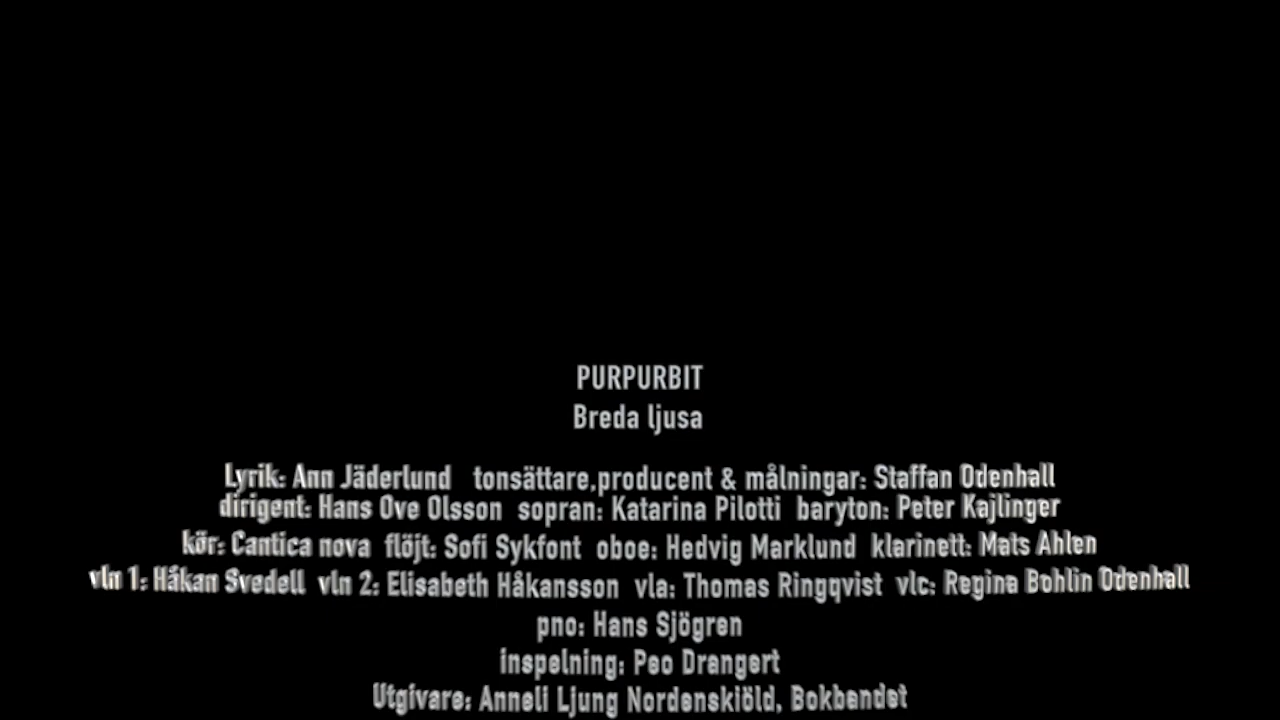 PURPURBIT
Breda ljusa
Lyrik: Ann Jäderlund tonsättare,producent & målningar: Staffan Odenhall
dirigent: Hans Ove Olsson sopran: Katarina Pilotti baryton: Peter Kajlinger
kör: Cantica nova flöjt: Sofi Sykfont oboe: Hedvig Marklund klarinett: Mats Ahlen
vln 1: Håkan Svedell vln 2: Elisabeth Håkansson vla: Thomas Ringqvist vlc: Regina Bohlin Odenhall
pno: Hans Sjögren
inspelning: Peo Drangert
Utgivare: Anneli Ljung Nordenskiöld, Bokbandet